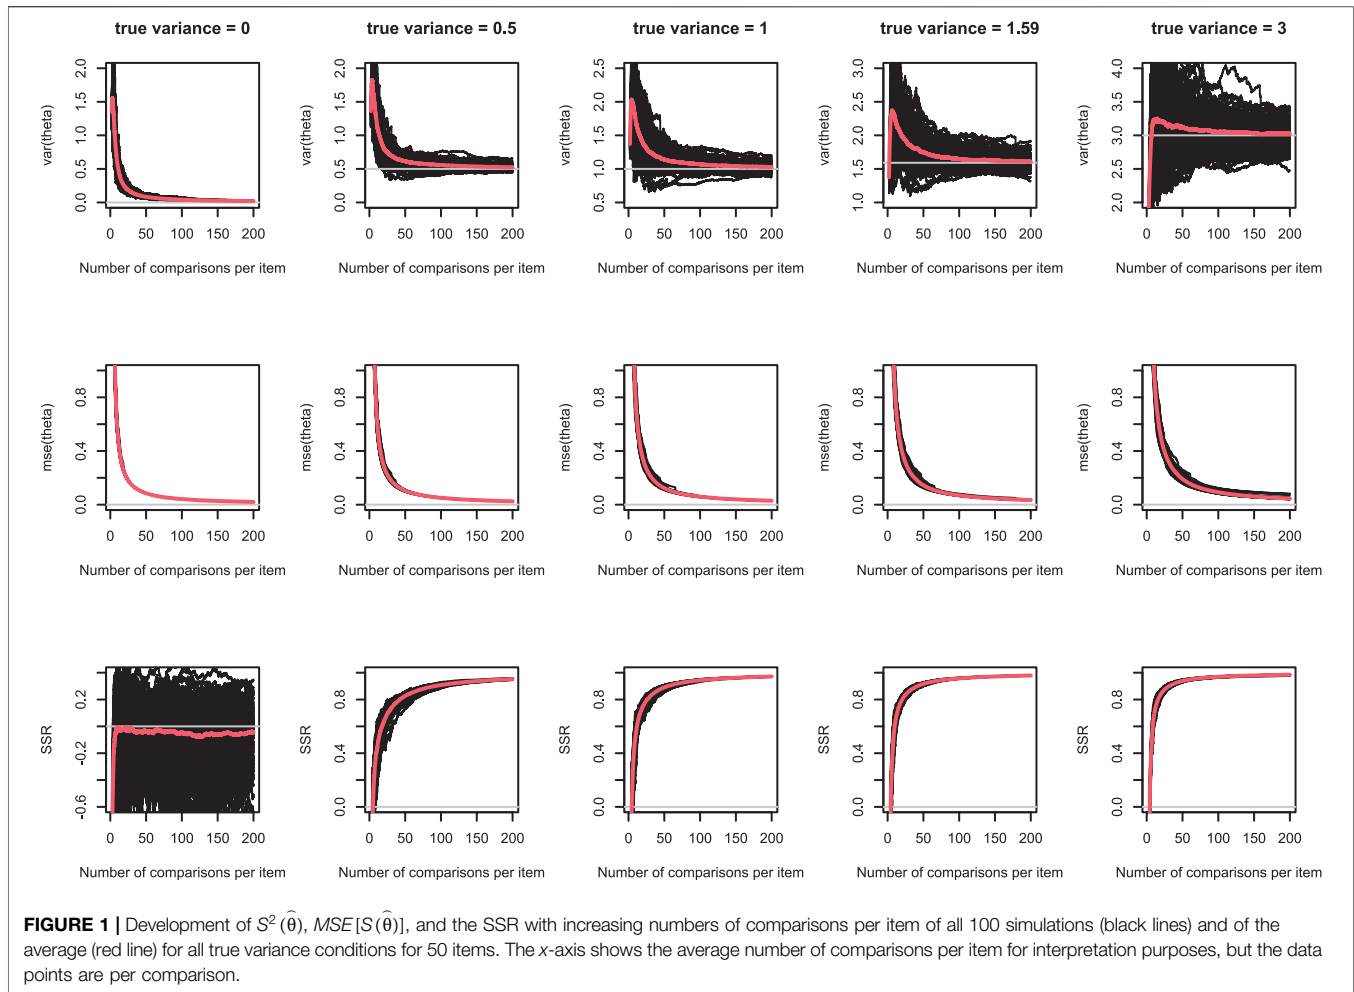 true variance = 0
true variance = 0.5
true variance = 1
true variance = 1.59
true variance = 3
var(theta)
0.0 0.5 1.0 1.5 2.0
0 50 100 150 200
Number of comparisons per item
var(theta)
0.0 0.5 1.0 1.5 2.0
0 50 100 150 200
Number of comparisons per item
var(theta)
0.5 1.0 1.5 2.0 2.5
0 50 100 150 200
Number of comparisons per item
var(theta)
1.0 1.5 2.0 2.5 3.0
0 50 100 150 200
Number of comparisons per item
var(theta)
2.0 2.5 3.0 3.5 4.0
0 50 100 150 200
Number of comparisons per item
mse(theta)
0.0 0.4 0.8
0 50 100 150 200
Number of comparisons per item
mse(theta)
0.0 0.4 0.8
0 50 100 150 200
Number of comparisons per item
mse(theta)
0.0 0.4 0.8
0 50 100 150 200
Number of comparisons per item
mse(theta)
0.0 0.4 0.8
0 50 100 150 200
Number of comparisons per item
mse(theta)
0.0 0.4 0.8
0 50 100 150 200
Number of comparisons per item
SSR
-0.6 -0.2 0.2
0 50 100 150 200
Number of comparisons per item
SSR
0.0 0.4 0.8
0 50 100 150 200
Number of comparisons per item
SSR
0.0 0.4 0.8
0 50 100 150 200
Number of comparisons per item
SSR
0.0 0.4 0.8
0 50 100 150 200
Number of comparisons per item
SSR
0.0 0.4 0.8
0 50 100 150 200
Number of comparisons per item
FIGURE 1 | Development of S²(θ̂), MSE[S(θ̂)], and the SSR with increasing numbers of comparisons per item of all 100 simulations (black lines) and of the
average (red line) for all true variance conditions for 50 items. The x-axis shows the average number of comparisons per item for interpretation purposes, but the data
points are per comparison.